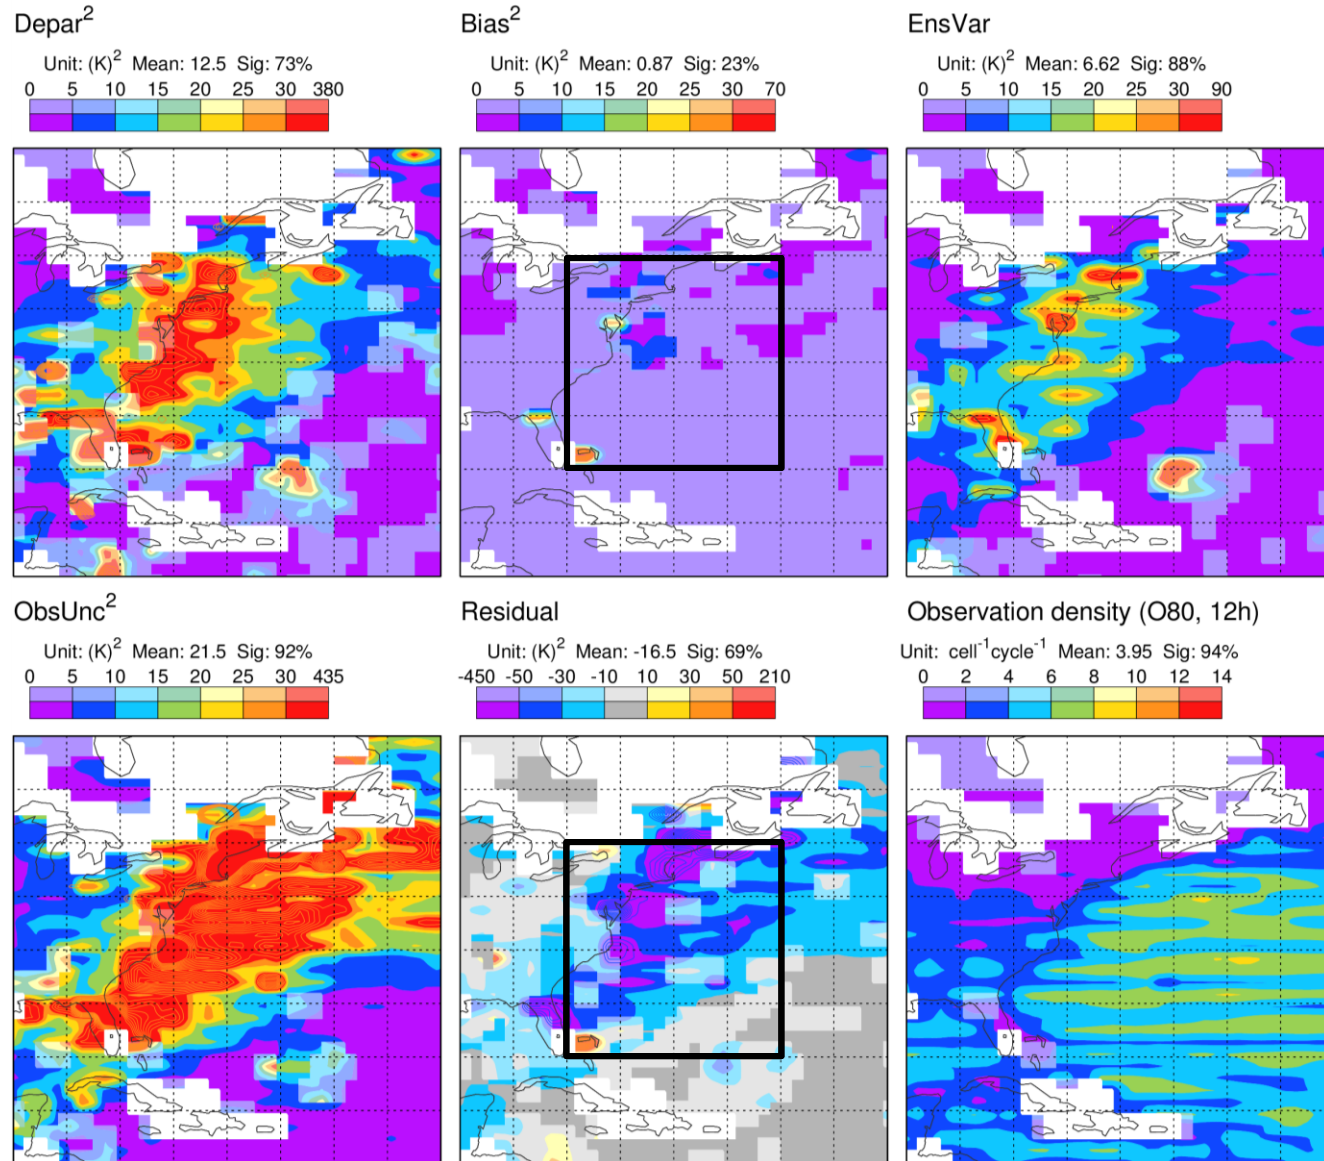 Depar²
Unit: (K)² Mean: 12.5 Sig: 73%
0 5 10 15 20 25 30 380
Bias²
Unit: (K)² Mean: 0.87 Sig: 23%
0 5 10 15 20 25 30 70
EnsVar
Unit: (K)² Mean: 6.62 Sig: 88%
0 5 10 15 20 25 30 90
ObsUnc²
Unit: (K)² Mean: 21.5 Sig: 92%
0 5 10 15 20 25 30 435
Residual
Unit: (K)² Mean: -16.5 Sig: 69%
-450 -50 -30 -10 10 30 50 210
Observation density (O80, 12h)
Unit: cell⁻¹cycle⁻¹ Mean: 3.95 Sig: 94%
0 2 4 6 8 10 12 14